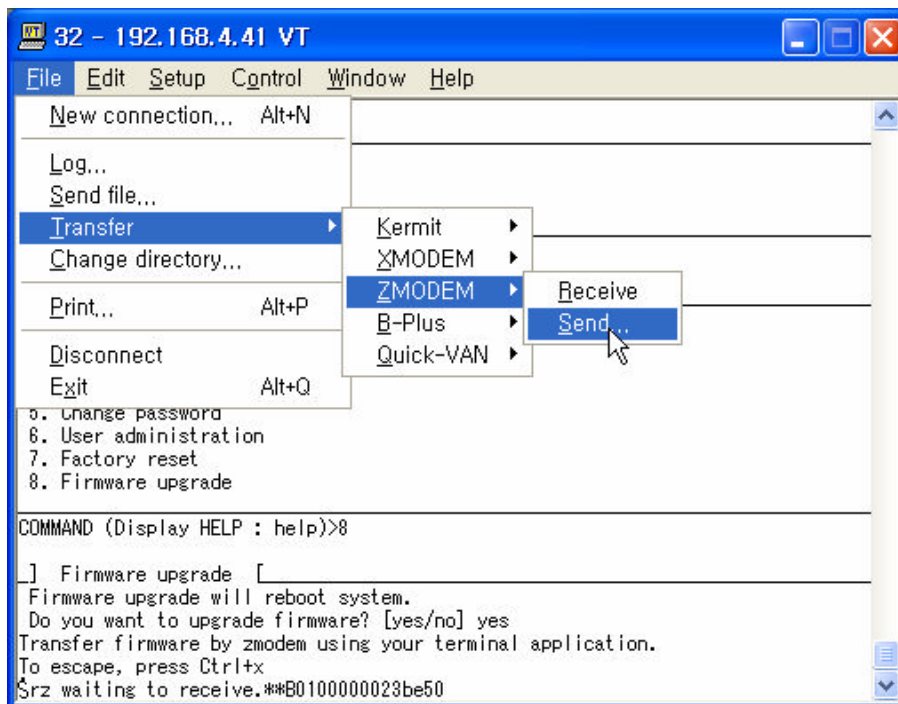 32 - 192.168.4.41 VT
File Edit Setup Control Window Help
New connection... Alt+N
Log...
Send file...
Transfer
Change directory...
Print... Alt+P
Disconnect
Exit Alt+Q
Kermit
XMODEM
ZMODEM
B-Plus
Quick-VAN
Receive
Send...
5. Change password
6. User administration
7. Factory reset
8. Firmware upgrade
COMMAND (Display HELP : help)>8
_] Firmware upgrade [
Firmware upgrade will reboot system.
Do you want to upgrade firmware? [yes/no] yes
Transfer firmware by zmodem using your terminal application.
To escape, press Ctrl+x
Srz waiting to receive.**B0100000023be50